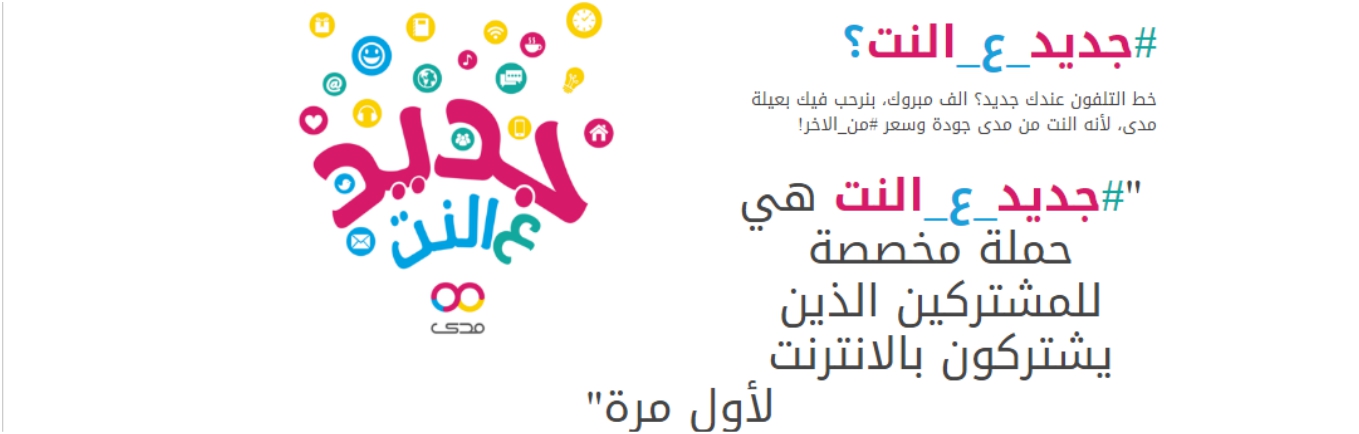 #جديد_ع_النت؟
خط التلفون عندك جديد؟ الف مبروك، بنرحب فيك بعيلة
مدى، لأنه النت من مدى جودة وسعر #من_الاخر!
"#جديد_ع_النت هي
حملة مخصصة
للمشتركين الذين
يشتركون بالانترنت
لأول مرة"
جديد
ع النت
مدى